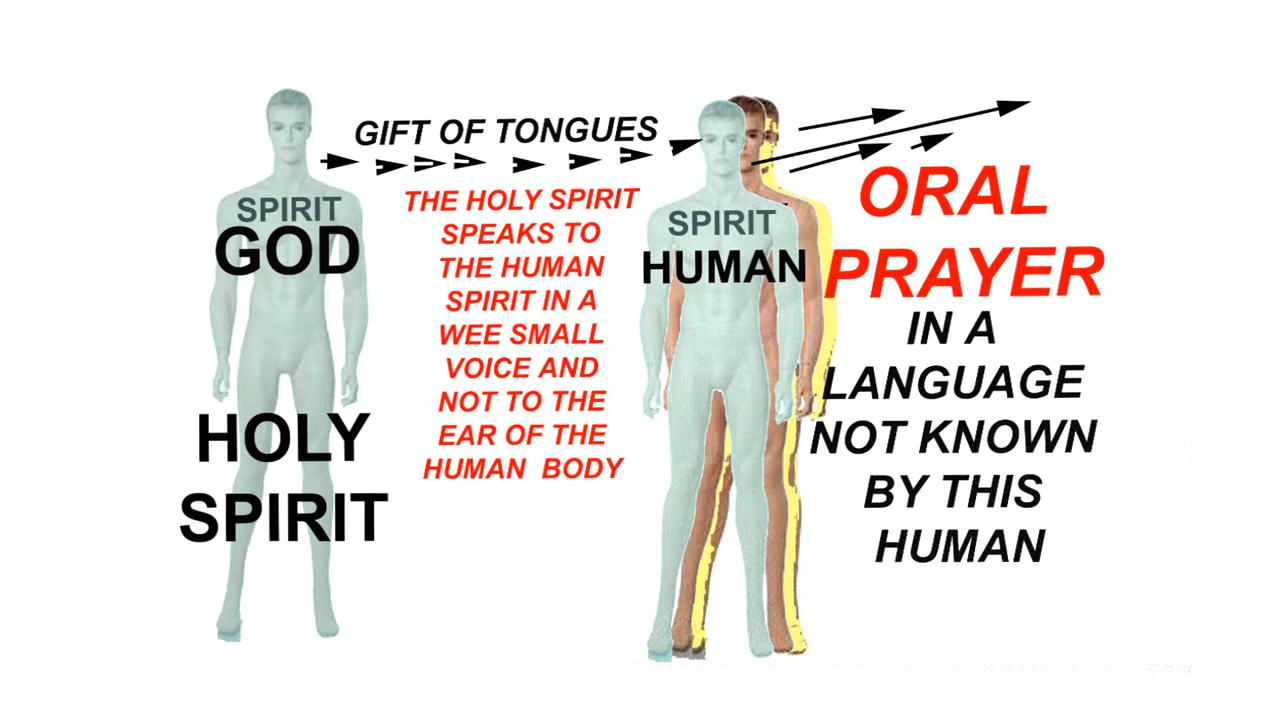 GIFT OF TONGUES
SPIRIT
GOD
HOLY
SPIRIT
THE HOLY SPIRIT
SPEAKS TO
THE HUMAN
SPIRIT IN A
WEE SMALL
VOICE AND
NOT TO THE
EAR OF THE
HUMAN BODY
SPIRIT
HUMAN
ORAL
PRAYER
IN A
LANGUAGE
NOT KNOWN
BY THIS
HUMAN